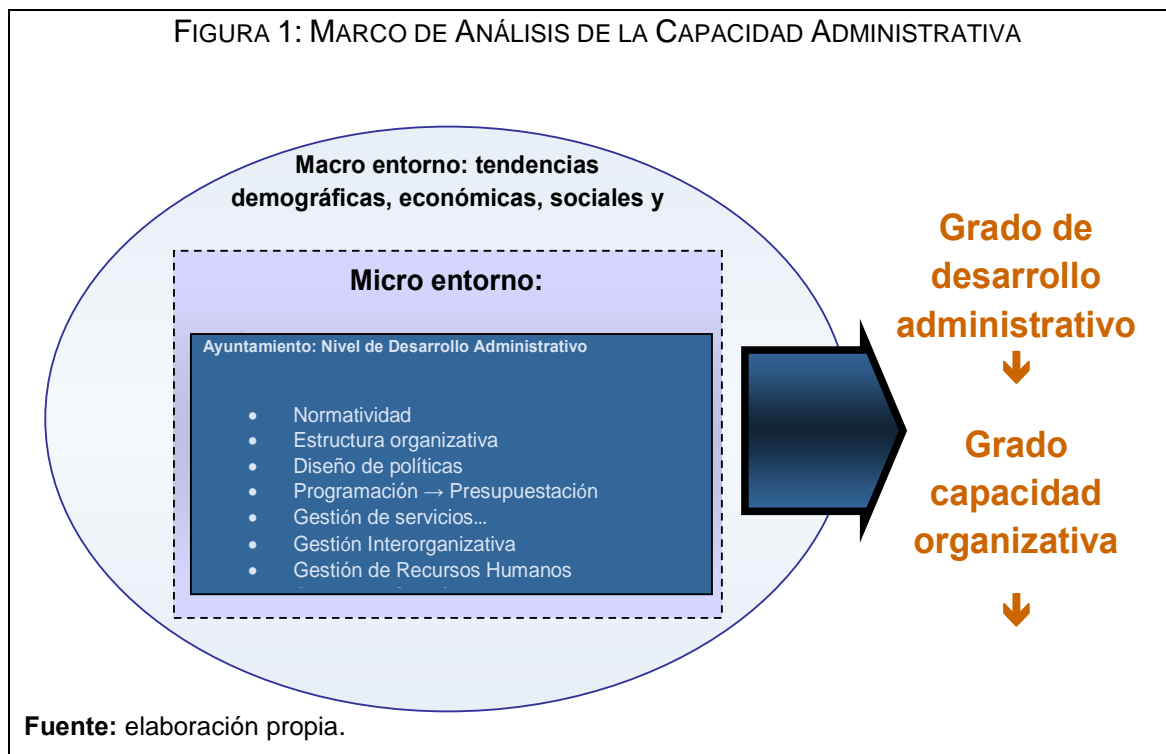 FIGURA 1: MARCO DE ANÁLISIS DE LA CAPACIDAD ADMINISTRATIVA
Macro entorno: tendencias
demográficas, económicas, sociales y
Micro entorno:
Ayuntamiento: Nivel de Desarrollo Administrativo
• Normatividad
• Estructura organizativa
• Diseño de políticas
• Programación → Presupuestación
• Gestión de servicios...
• Gestión Interorganizativa
• Gestión de Recursos Humanos
Grado de
desarrollo
administrativo
↓
Grado
capacidad
organizativa
↓
Fuente: elaboración propia.